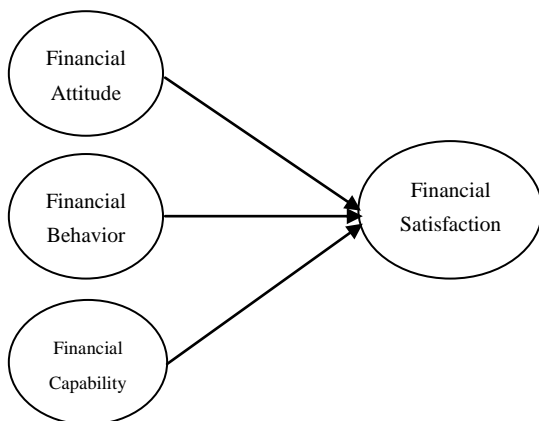 Financial
Attitude
Financial
Behavior
Financial
Capability
Financial
Satisfaction